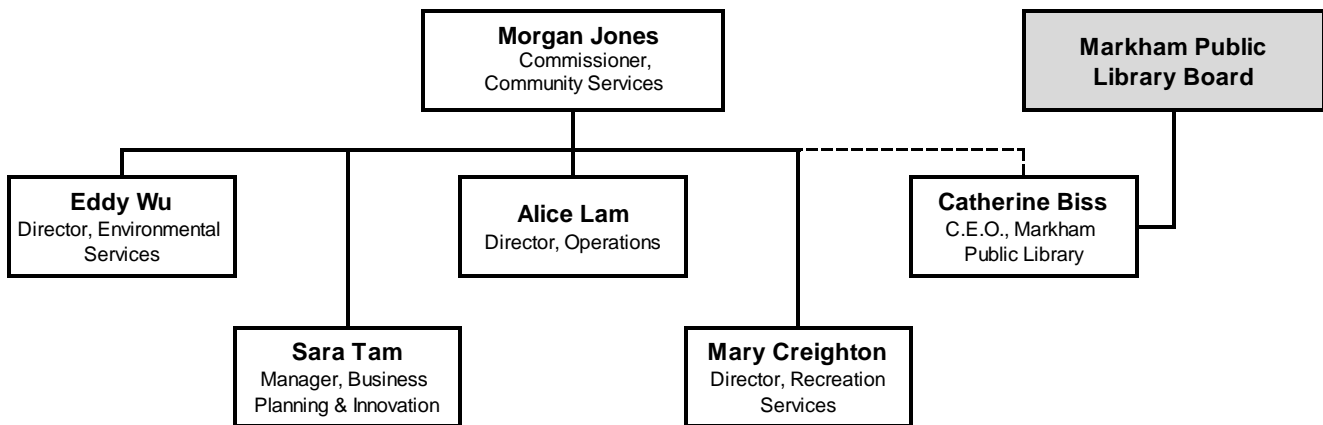 Morgan Jones
Commissioner,
Community Services
Markham Public
Library Board
Eddy Wu
Director, Environmental
Services
Alice Lam
Director, Operations
Catherine Biss
C.E.O., Markham
Public Library
Sara Tam
Manager, Business
Planning & Innovation
Mary Creighton
Director, Recreation
Services